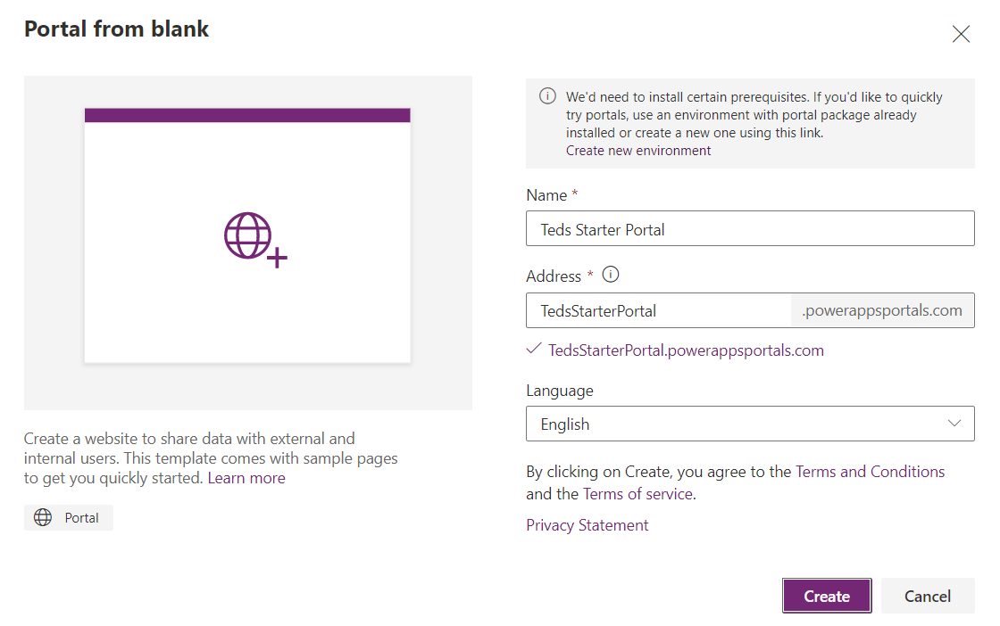 Portal from blank
We'd need to install certain prerequisites. If you'd like to quickly
try portals, use an environment with portal package already
installed or create a new one using this link.
Create new environment
Name *
Teds Starter Portal
Address *
TedsStarterPortal
.powerappsportals.com
TedsStarterPortal.powerappsportals.com
Language
English
Create a website to share data with external and
internal users. This template comes with sample pages
to get you quickly started. Learn more
Portal
By clicking on Create, you agree to the Terms and Conditions
and the Terms of service.
Privacy Statement
Create
Cancel